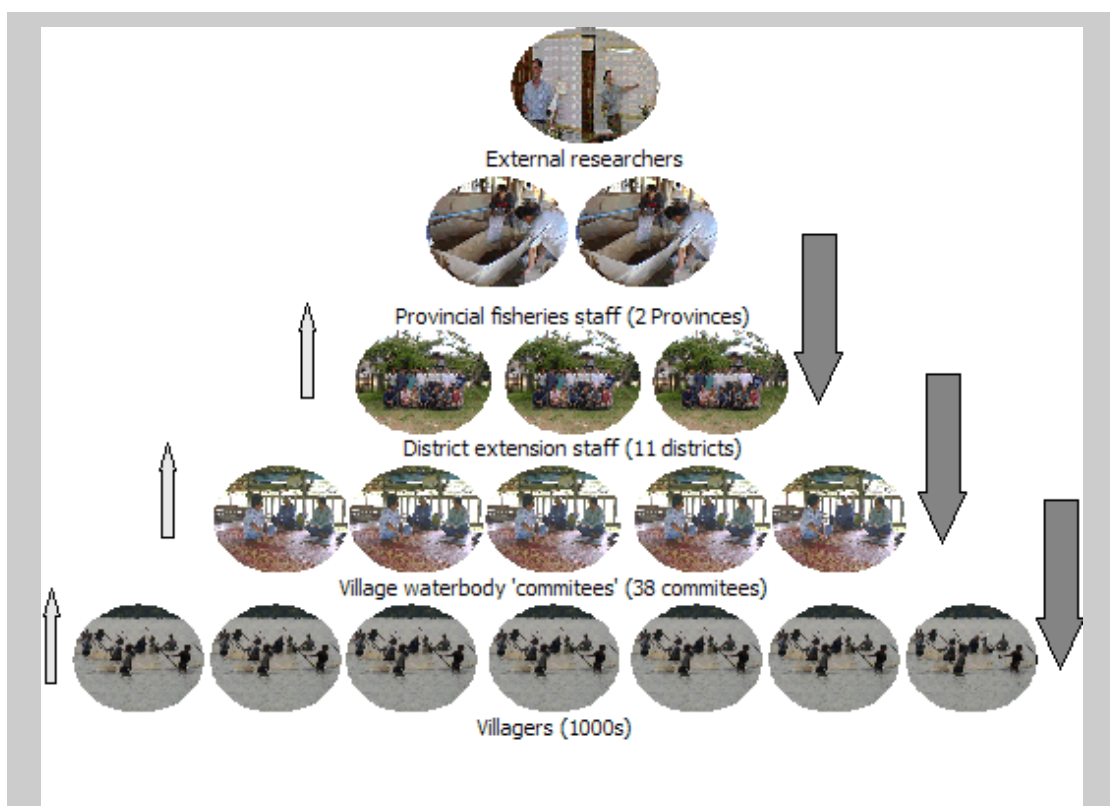 External researchers
Provincial fisheries staff (2 Provinces)
District extension staff (11 districts)
Village waterbody 'commitees' (38 commitees)
Villagers (1000s)